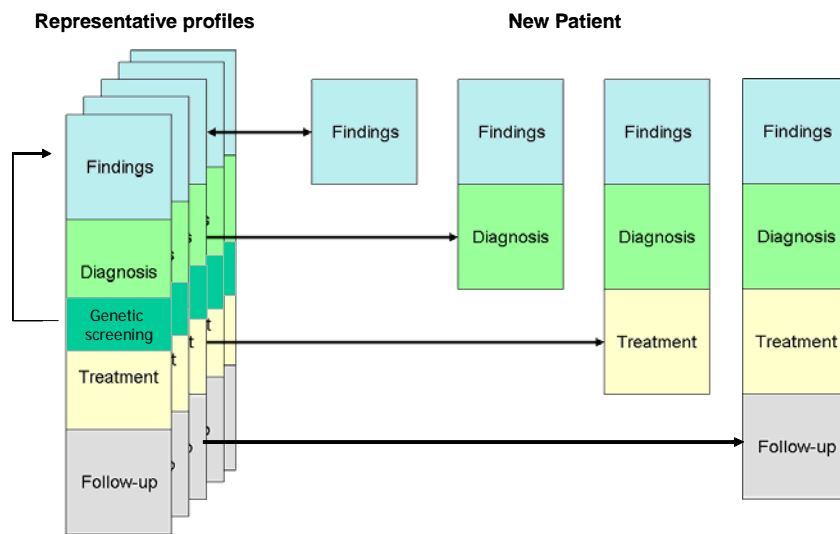 Representative profiles
New Patient
Findings
Diagnosis
Genetic
screening
Treatment
Follow-up
Findings
Findings
Diagnosis
Findings
Diagnosis
Treatment
Findings
Diagnosis
Treatment
Follow-up